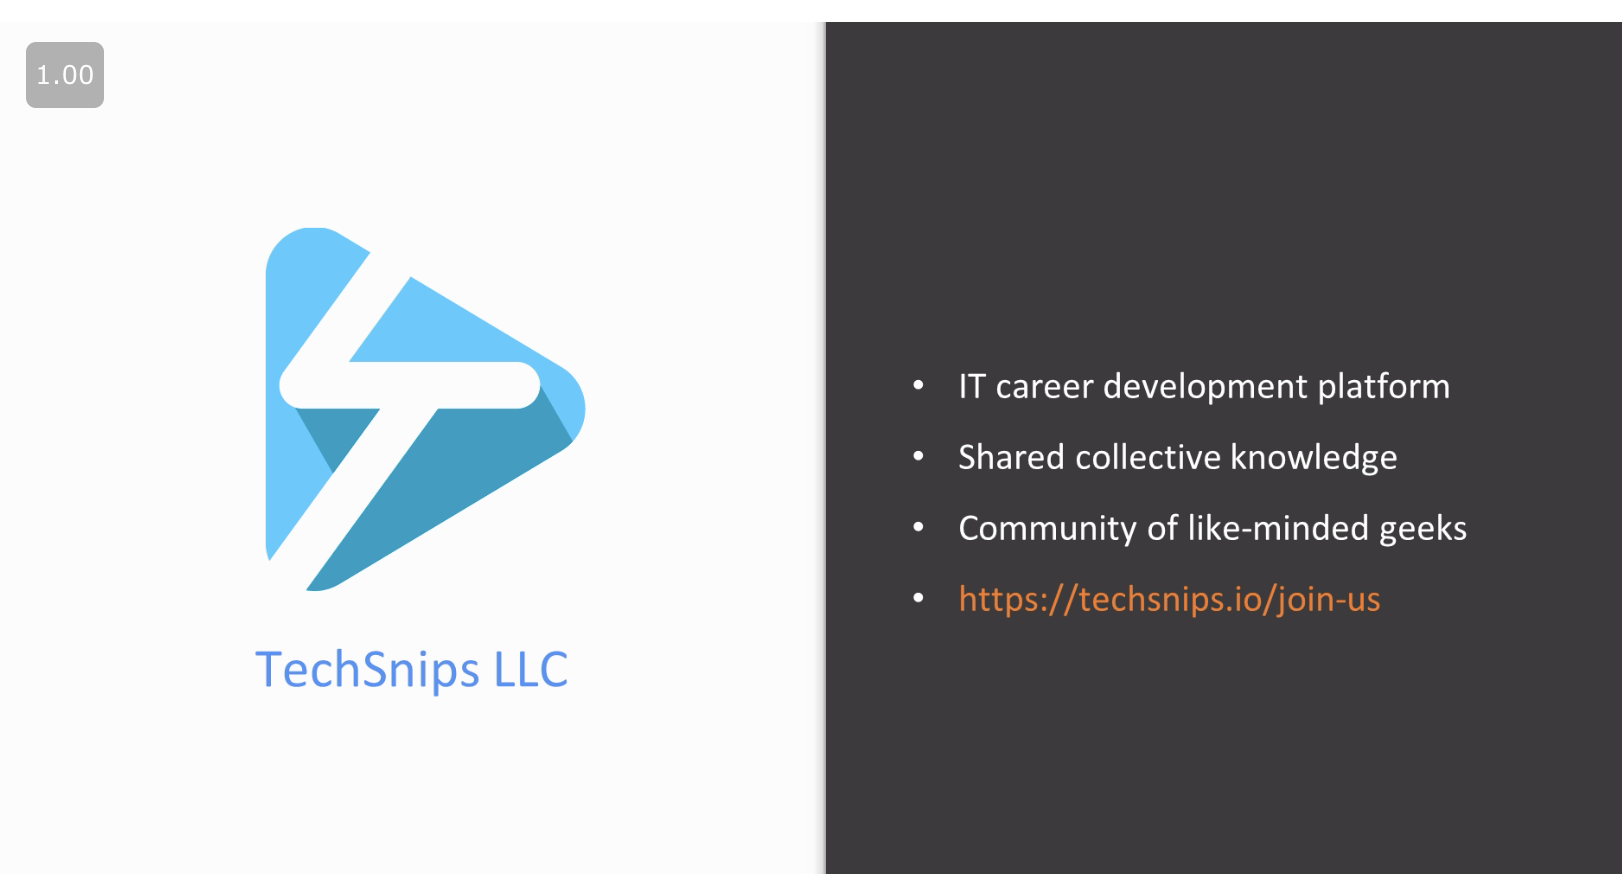 1.00
TechSnips LLC
• IT career development platform
• Shared collective knowledge
• Community of like-minded geeks
• https://techsnips.io/join-us